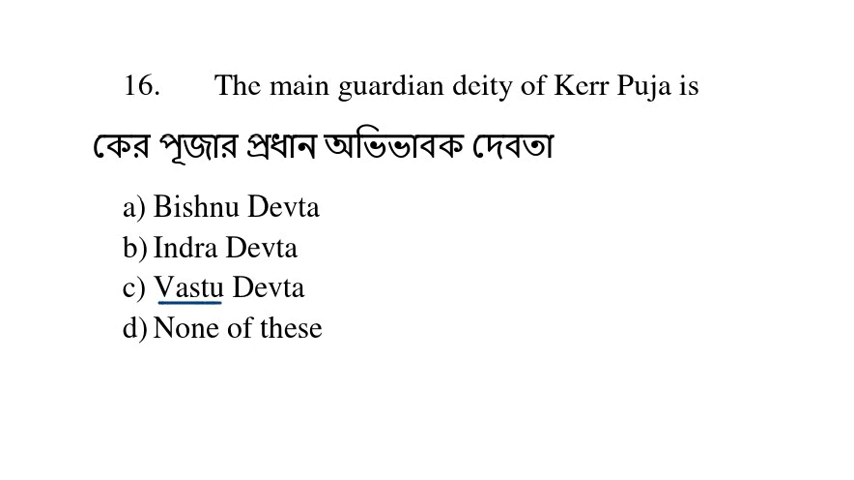 16. The main guardian deity of Kerr Puja is
কের পূজার প্রধান অভিভাবক দেবতা
a) Bishnu Devta
b) Indra Devta
c) Vastu Devta
d) None of these